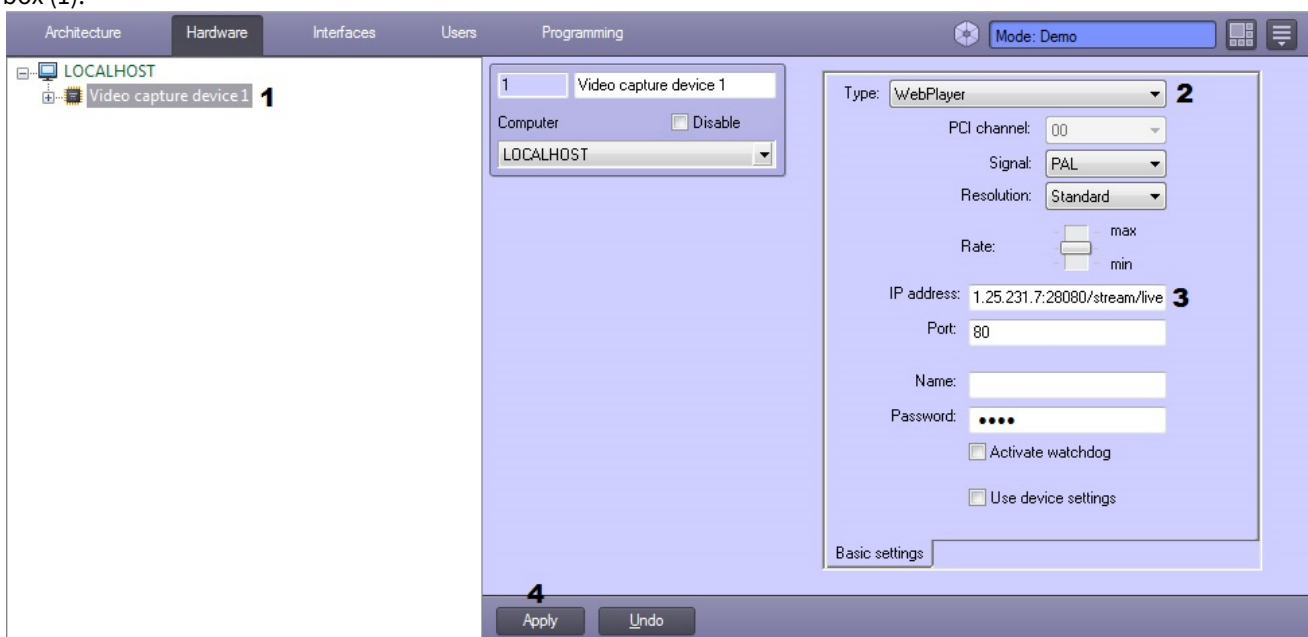 box (1).
Architecture Hardware Interfaces Users Programming Mode: Demo
LOCALHOST
Video capture device 1 1
1 Video capture device 1
Computer Disable
LOCALHOST
Type: WebPlayer 2
PCI channel: 00
Signal: PAL
Resolution: Standard
Rate: max
min
IP address: 1.25.231.7:28080/stream/live 3
Port: 80
Name:
Password: ••••
Activate watchdog
Use device settings
Basic settings
4
Apply Undo